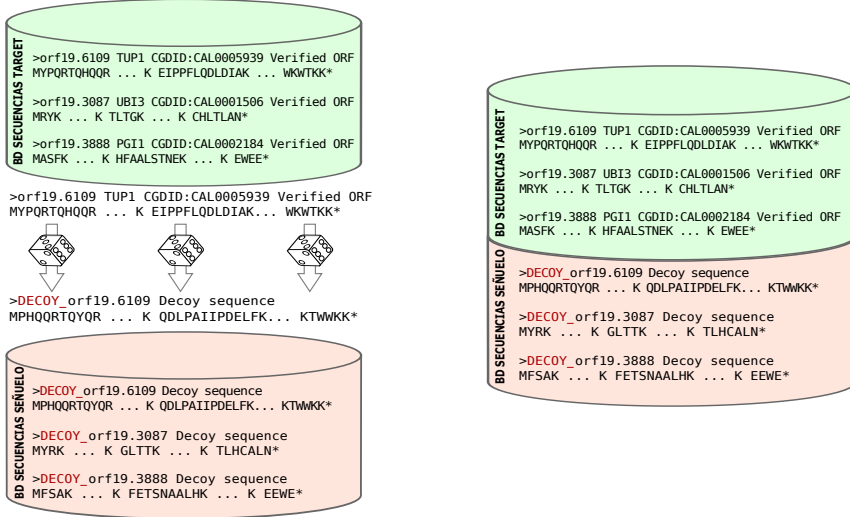 BD SECUENCIAS TARGET
>orf19.6109 TUP1 CGDID:CAL0005939 Verified ORF
MYPQRTQHQQR ... K EIPPFLQDLDIAK ... WKWTKK*
>orf19.3087 UBI3 CGDID:CAL0001506 Verified ORF
MRYK ... K TLTGK ... K CHLTLAN*
>orf19.3888 PGI1 CGDID:CAL0002184 Verified ORF
MASFK ... K HFAALSTNEK ... K EWEE*
>orf19.6109 TUP1 CGDID:CAL0005939 Verified ORF
MYPQRTQHQQR ... K EIPPFLQDLDIAK... WKWTKK*
>DECOY_orf19.6109 Decoy sequence
MPHQQRTQYQR ... K QDLPAIIPDELFK... KTWWKK*
BD SECUENCIAS SEÑUELO
>DECOY_orf19.6109 Decoy sequence
MPHQQRTQYQR ... K QDLPAIIPDELFK... KTWWKK*
>DECOY_orf19.3087 Decoy sequence
MYRK ... K GLTTK ... K TLHCALN*
>DECOY_orf19.3888 Decoy sequence
MFSAK ... K FETSNAALHK ... K EEWE*
BD SECUENCIAS TARGET
>orf19.6109 TUP1 CGDID:CAL0005939 Verified ORF
MYPQRTQHQQR ... K EIPPFLQDLDIAK ... WKWTKK*
>orf19.3087 UBI3 CGDID:CAL0001506 Verified ORF
MRYK ... K TLTGK ... K CHLTLAN*
>orf19.3888 PGI1 CGDID:CAL0002184 Verified ORF
MASFK ... K HFAALSTNEK ... K EWEE*
BD SECUENCIAS SEÑUELO
>DECOY_orf19.6109 Decoy sequence
MPHQQRTQYQR ... K QDLPAIIPDELFK... KTWWKK*
>DECOY_orf19.3087 Decoy sequence
MYRK ... K GLTTK ... K TLHCALN*
>DECOY_orf19.3888 Decoy sequence
MFSAK ... K FETSNAALHK ... K EEWE*